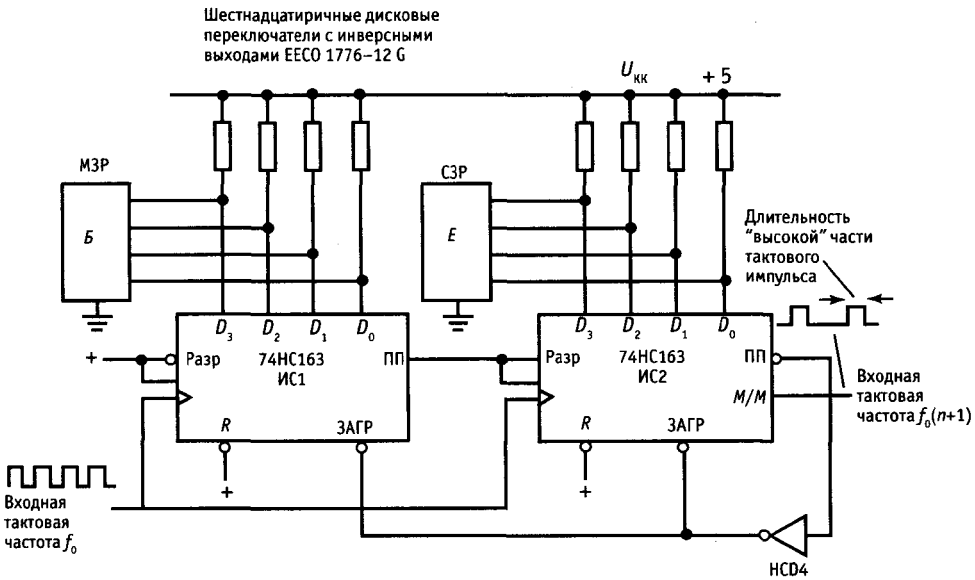 Шестнадцатиричные дисковые
переключатели с инверсными
выходами EECO 1776–12 G
Uкк
+ 5
МЗР
Б
СЗР
Е
Длительность
"высокой" части
тактового
импульса
D3 D2 D1 D0
Разр
74HC163
ИС1
ПП
R
ЗАГР
+
+
D3 D2 D1 D0
Разр
74HC163
ИС2
ПП
М/М
R
ЗАГР
+
Входная
тактовая
частота f0(n+1)
Входная
тактовая
частота f0
HCD4